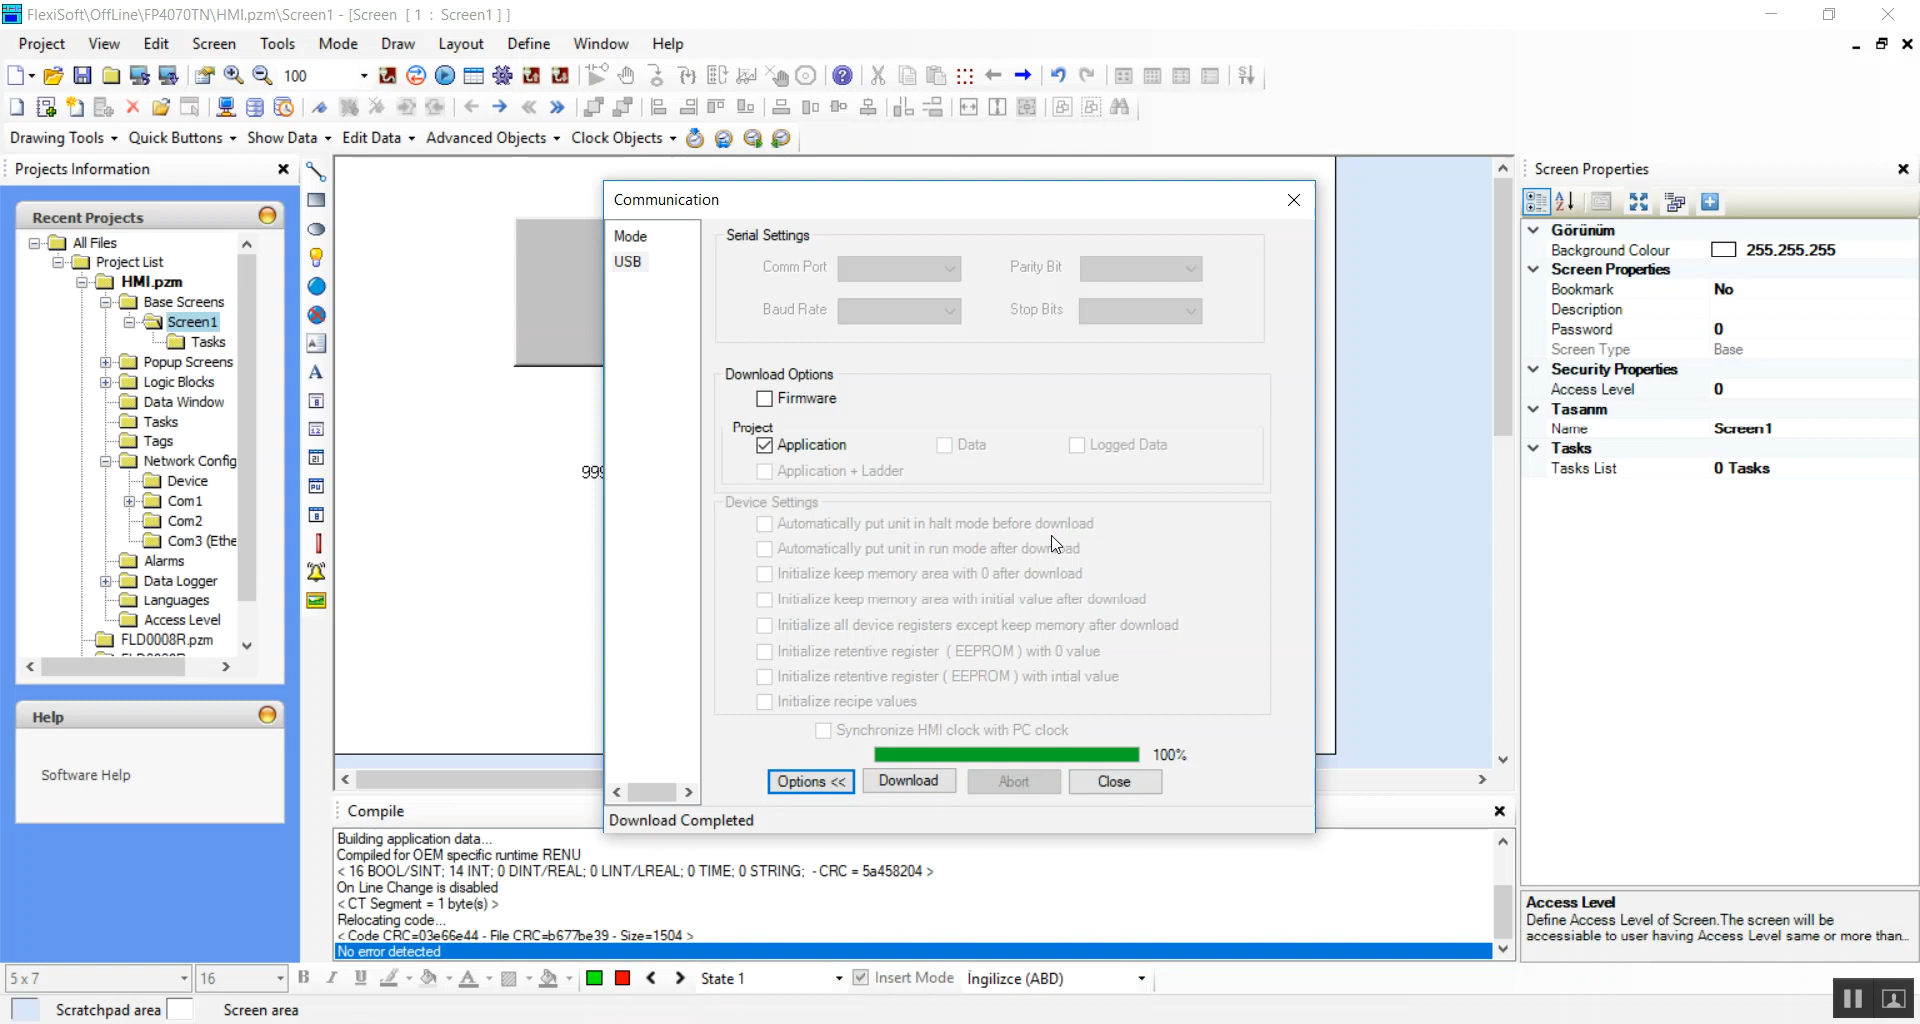 FlexiSoft\OffLine\FP4070TN\HMI.pzm\Screen1 - [Screen [ 1 : Screen1 ] ]
Project View Edit Screen Tools Mode Draw Layout Define Window Help
100
Drawing Tools Quick Buttons Show Data Edit Data Advanced Objects Clock Objects
Projects Information
Recent Projects
All Files
Project List
HMI.pzm
Base Screens
Screen1
Tasks
Popup Screens
Logic Blocks
Data Window
Tasks
Tags
Network Config
Device
Com1
Com2
Com3 (Ethe
Alarms
Data Logger
Languages
Access Level
FLD0008R.pzm
Help
Software Help
999
Communication
Mode
USB
Serial Settings
Comm Port Parity Bit
Baud Rate Stop Bits
Download Options
Firmware
Project
Application Data Logged Data
Application + Ladder
Device Settings
Automatically put unit in halt mode before download
Automatically put unit in run mode after download
Initialize keep memory area with 0 after download
Initialize keep memory area with initial value after download
Initialize all device registers except keep memory after download
Initialize retentive register ( EEPROM ) with 0 value
Initialize retentive register ( EEPROM ) with intial value
Initialize recipe values
Synchronize HMI clock with PC clock
100%
Options << Download Abort Close
Download Completed
Compile
Building application data...
Compiled for OEM specific runtime RENU
< 16 BOOL/SINT; 14 INT; 0 DINT/REAL; 0 LINT/LREAL; 0 TIME; 0 STRING; - CRC = 5a458204 >
On Line Change is disabled
< CT Segment = 1 byte(s) >
Relocating code...
< Code CRC=03e66e44 - File CRC=b677be39 - Size=1504 >
No error detected
Screen Properties
Görünüm
Background Colour 255.255.255
Screen Properties
Bookmark No
Description
Password 0
Screen Type Base
Security Properties
Access Level 0
Tasarım
Name Screen1
Tasks
Tasks List 0 Tasks
Access Level
Define Access Level of Screen.The screen will be
accessiable to user having Access Level same or more than...
5 x 7 16 B I U A State 1 Insert Mode İngilizce (ABD)
Scratchpad area Screen area